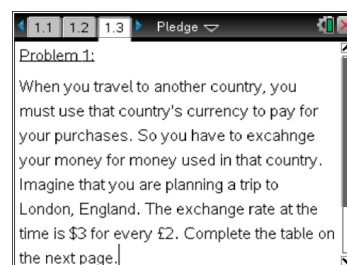 1.1 1.2 1.3 Pledge
Problem 1:
When you travel to another country, you
must use that country's currency to pay for
your purchases. So you have to excahnge
your money for money used in that country.
Imagine that you are planning a trip to
London, England. The exchange rate at the
time is $3 for every £2. Complete the table on
the next page.